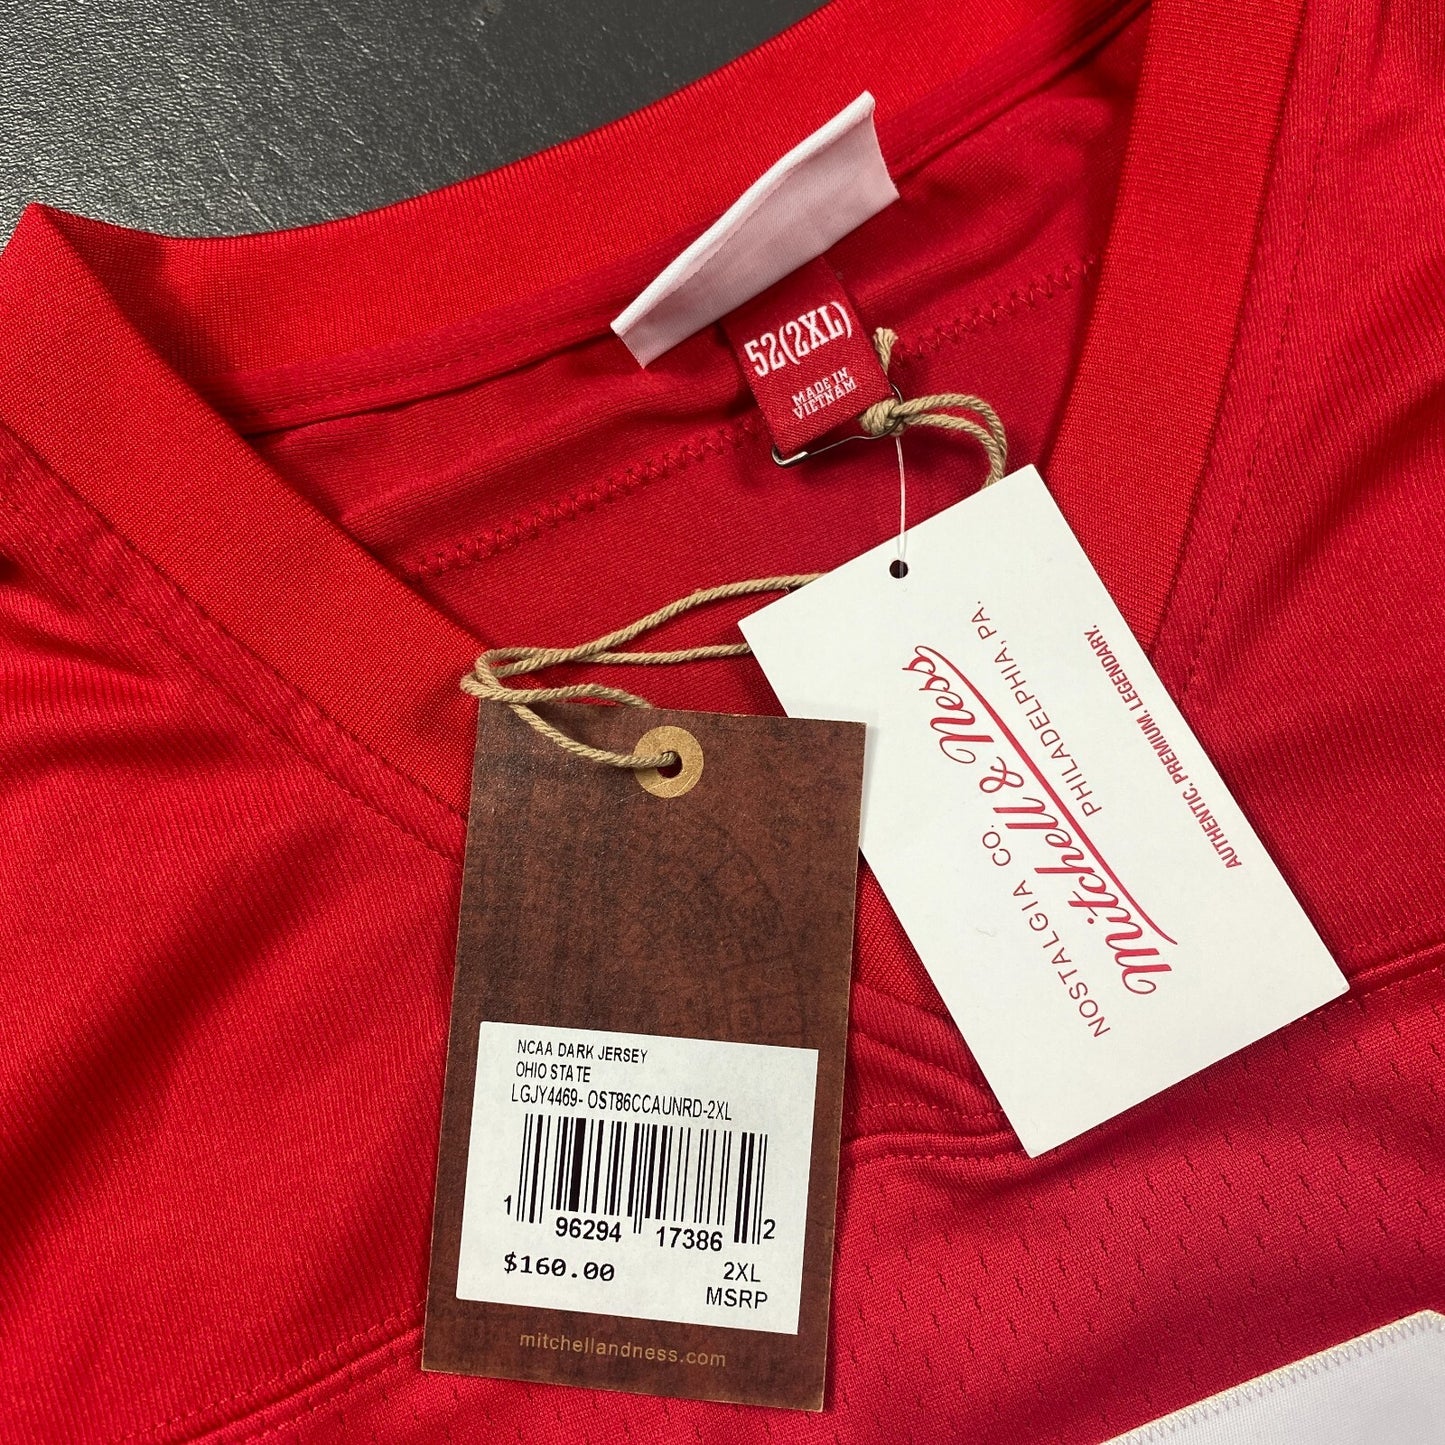 52(2XL)
MADE IN
VIETNAM
NOSTALGIA CO.
Mitchell & Ness
PHILADELPHIA, PA.
AUTHENTIC. PREMIUM. LEGENDARY.
NCAA DARK JERSEY
OHIO STATE
LGJY4469- OST86CCAUNRD-2XL
1 96294 17386 2
$160.00 2XL
MSRP
mitchellandness.com